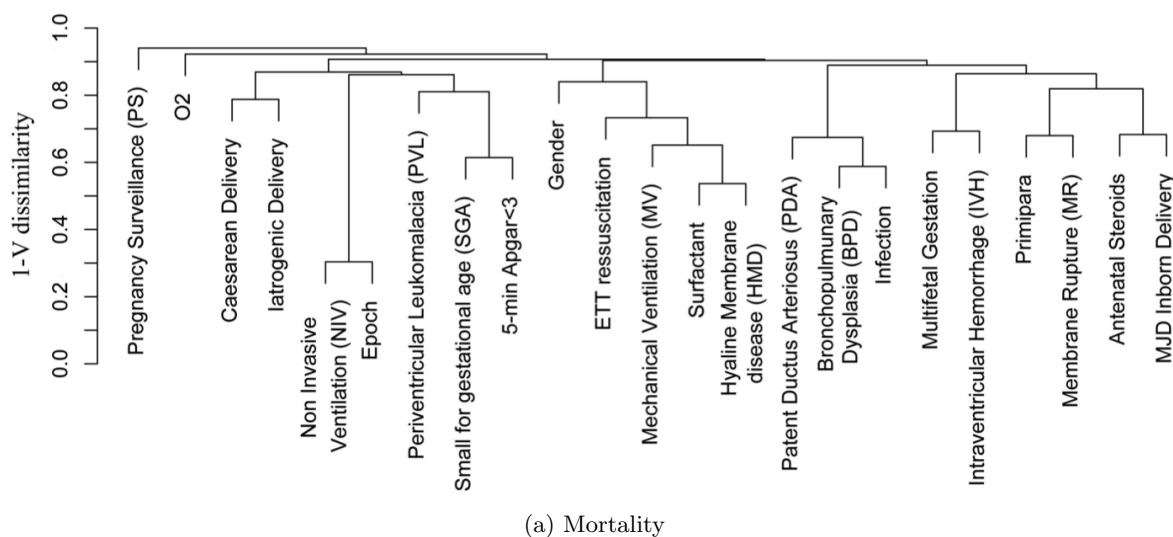 1-V dissimilarity
1.0
0.8
0.6
0.4
0.2
0.0
Pregnancy Surveillance (PS)
O2
Caesarean Delivery
Iatrogenic Delivery
Non Invasive
Ventilation (NIV)
Epoch
Periventricular Leukomalacia (PVL)
Small for gestational age (SGA)
5-min Apgar<3
Gender
ETT ressuscitation
Mechanical Ventilation (MV)
Surfactant
Hyaline Membrane
disease (HMD)
Patent Ductus Arteriosus (PDA)
Bronchopulmunary
Dysplasia (BPD)
Infection
Multifetal Gestation
Intraventricular Hemorrhage (IVH)
Primipara
Membrane Rupture (MR)
Antenatal Steroids
MJD Inborn Delivery
(a) Mortality